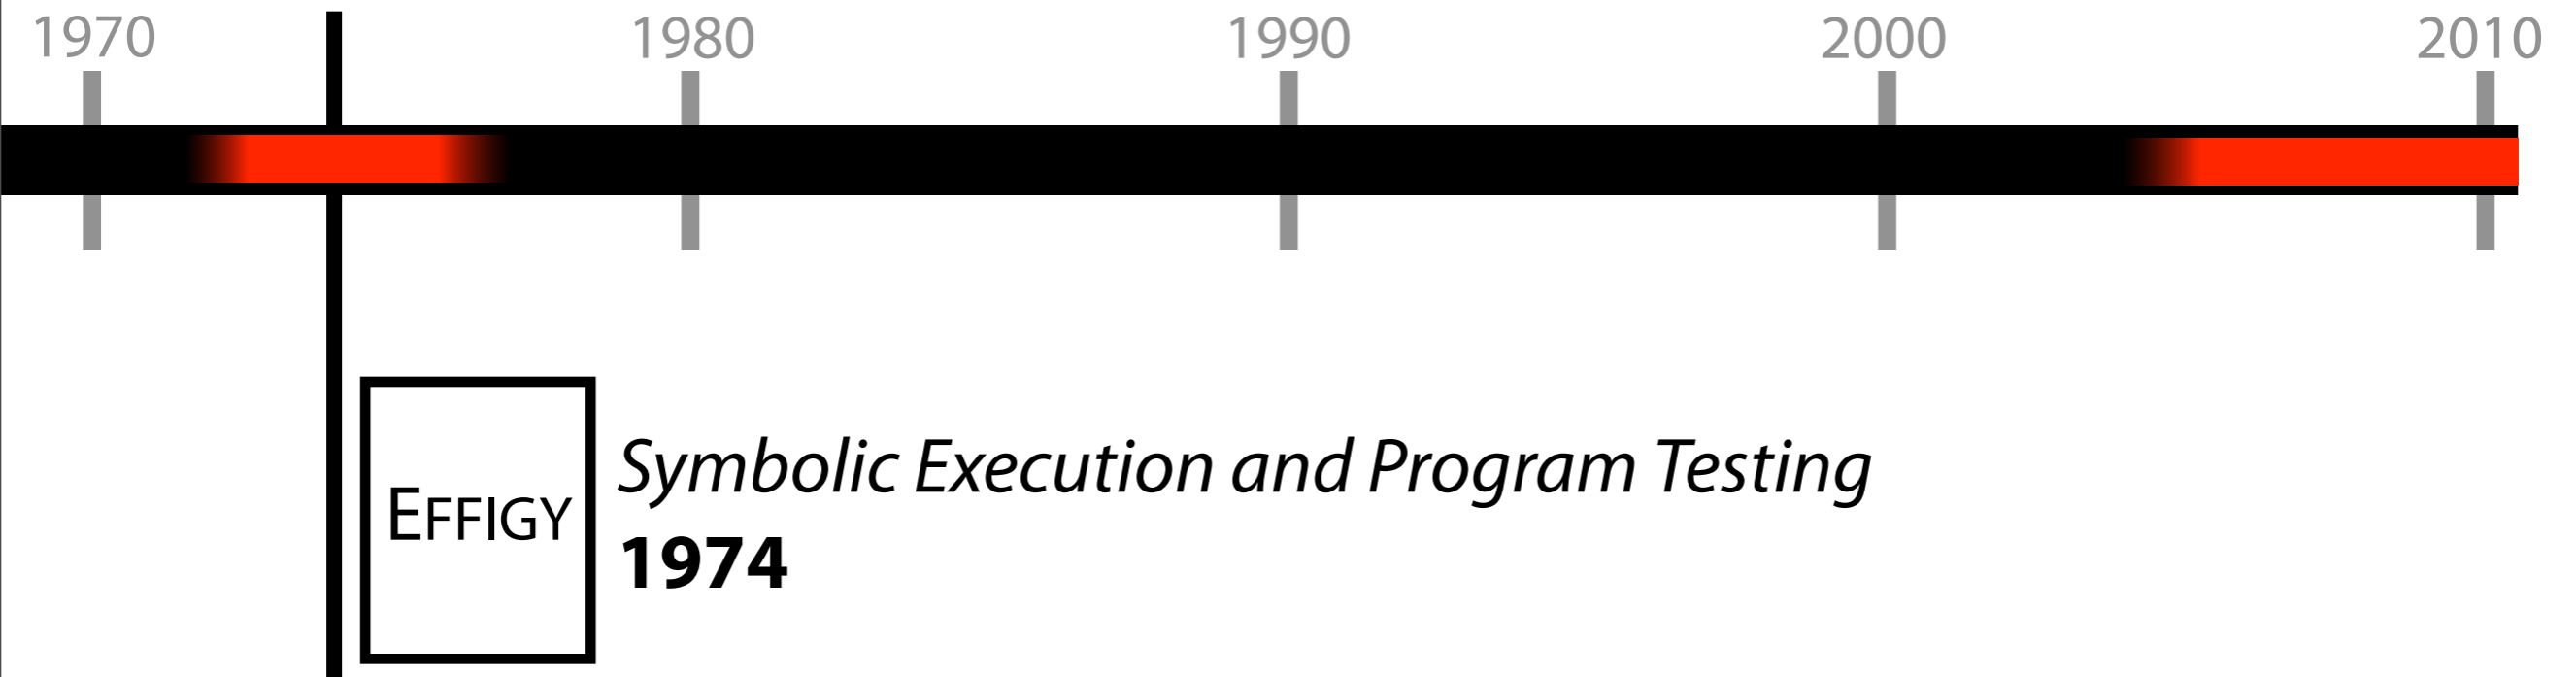 1970 1980 1990 2000 2010
EFFIGY
Symbolic Execution and Program Testing
1974